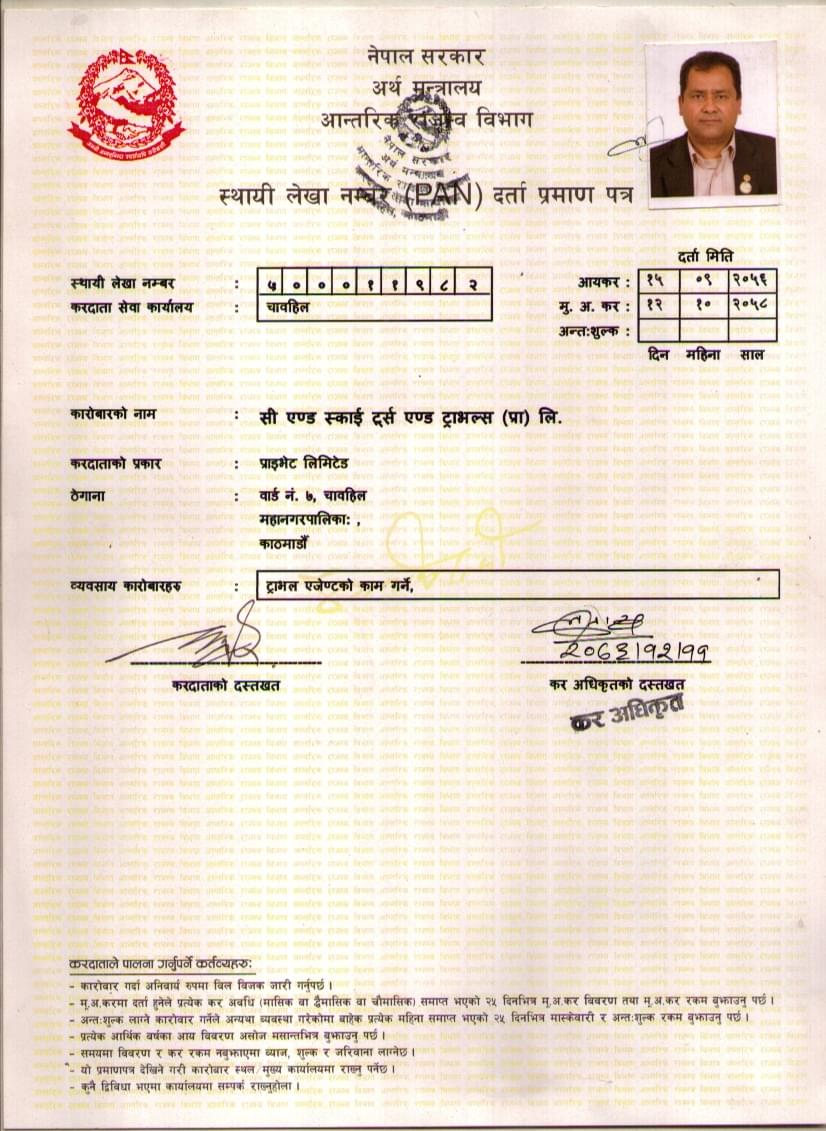 नेपाल सरकार
अर्थ मन्त्रालय
आन्तरिक राजश्व विभाग
नेपाल सरकार
अर्थ मन्त्रालय
स्थायी लेखा नम्बर (PAN) दर्ता प्रमाण पत्र
दर्ता मिति
स्थायी लेखा नम्बर : ५ ० ० ० १ १ ९ ८ २
आयकर : १५ ०९ २०५६
करदाता सेवा कार्यालय : चावहिल
मु. अ. कर : १२ १० २०५८
अन्तःशुल्क :
दिन महिना साल
कारोबारको नाम : सी एण्ड स्काई टुर्स एण्ड ट्राभल्स (प्रा) लि.
करदाताको प्रकार : प्राइभेट लिमिटेड
ठेगाना : वार्ड नं. ७, चावहिल
महानगरपालिका: ,
काठमाडौँ
व्यवसाय कारोबारहरु : ट्राभल एजेण्टको काम गर्ने,
२०६३।१२।११
करदाताको दस्तखत
कर अधिकृतको दस्तखत
कर अधिकृत
करदाताले पालना गर्नुपर्ने कर्तव्यहरु:
- कारोवार गर्दा अनिवार्य रुपमा विल विजक जारी गर्नुपर्छ ।
- मू.अ.करमा दर्ता हुनेले प्रत्येक कर अवधि (मासिक वा द्वैमासिक वा चौमासिक) समाप्त भएको २५ दिनभित्र मू.अ.कर विवरण तथा मू.अ.कर रकम बुझाउनु पर्छ ।
- अन्तःशुल्क लाग्ने कारोवार गर्नेले अन्यथा व्यवस्था गरेकोमा बाहेक प्रत्येक महिना समाप्त भएको २५ दिनभित्र मास्केवारी र अन्तःशुल्क रकम बुझाउनु पर्छ ।
- प्रत्येक आर्थिक वर्षका आय विवरण असोज मसान्तभित्र बुझाउनु पर्छ ।
- समयमा विवरण र कर रकम नबुझाएमा ब्याज, शुल्क र जरिवाना लाग्नेछ ।
- यो प्रमाणपत्र देखिने गरी कारोबार स्थल/मुख्य कार्यालयमा राख्नु पर्नेछ ।
- कुनै द्विविधा भएमा कार्यालयमा सम्पर्क राख्नुहोला ।